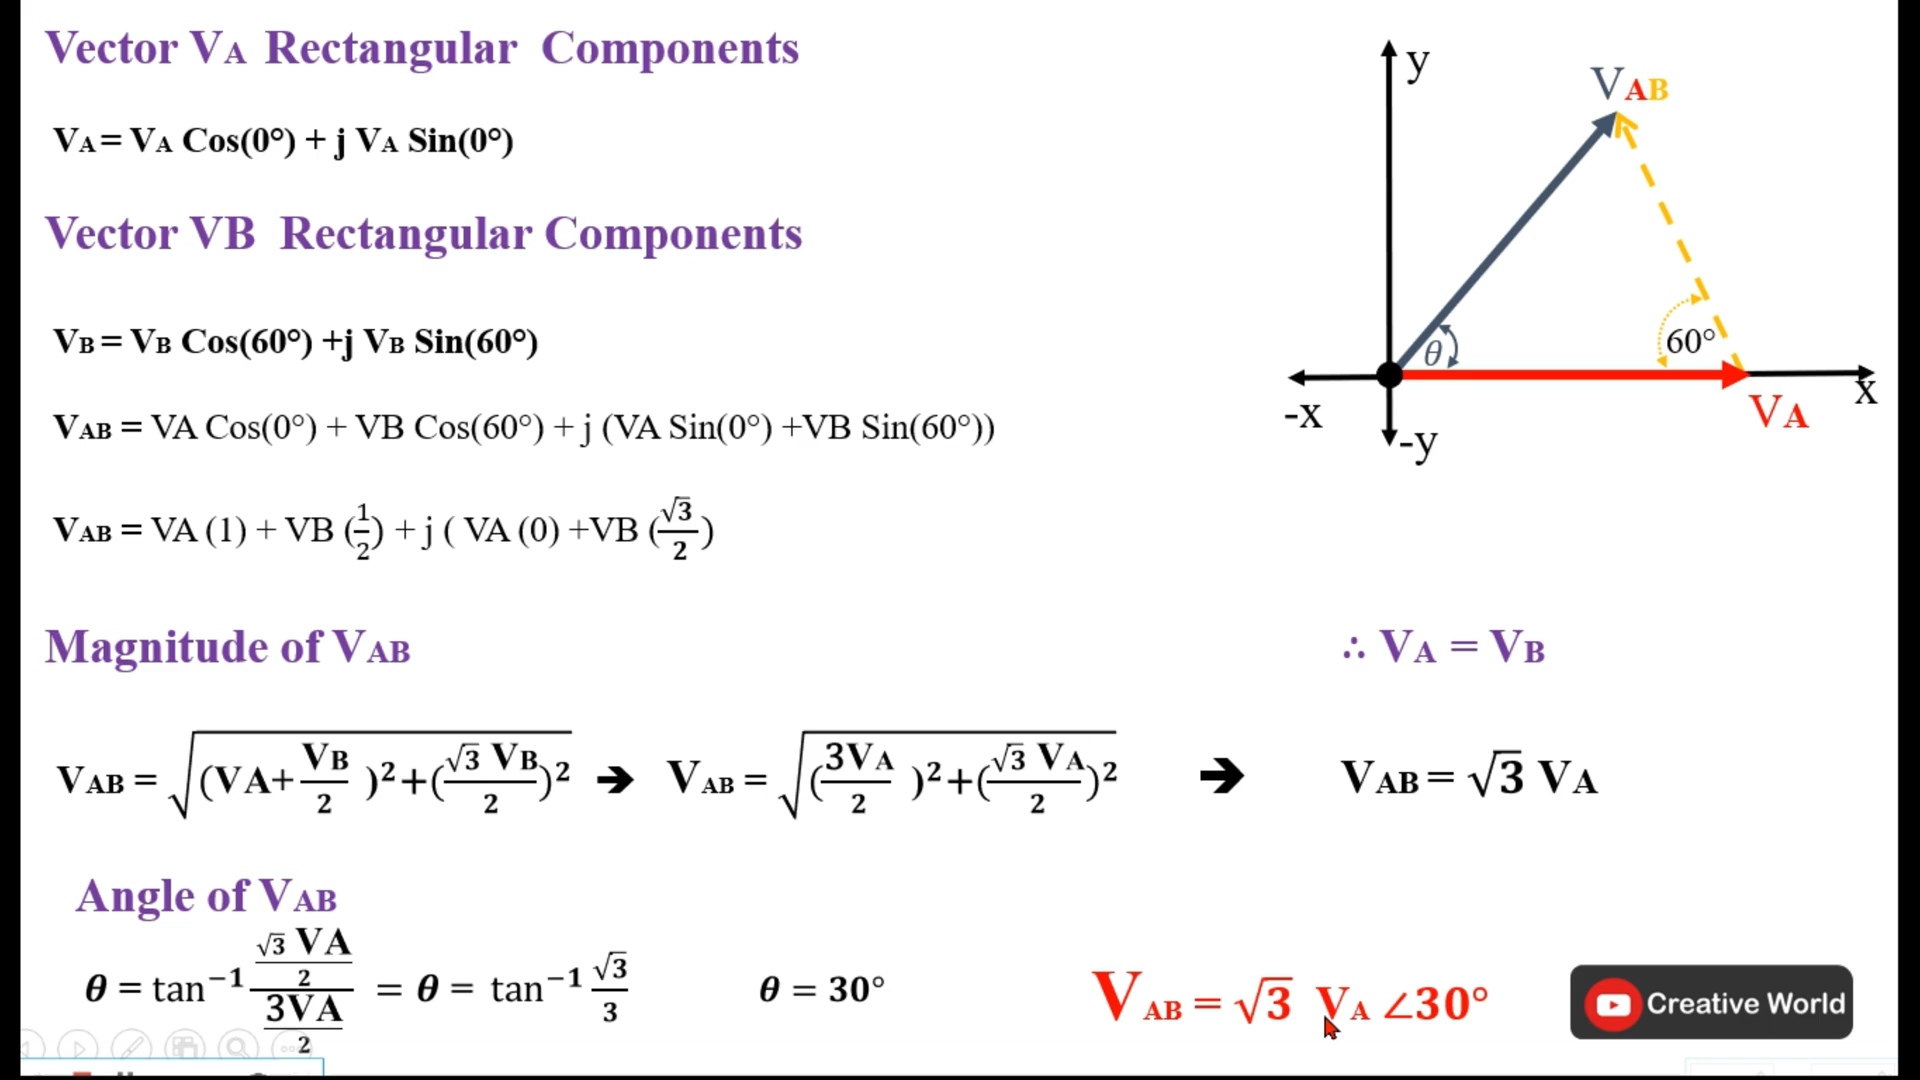 Vector VA Rectangular Components
VA = VA Cos(0°) + j VA Sin(0°)
Vector VB Rectangular Components
VB = VB Cos(60°) +j VB Sin(60°)
VAB = VA Cos(0°) + VB Cos(60°) + j (VA Sin(0°) +VB Sin(60°))
VAB = VA (1) + VB (1/2) + j ( VA (0) +VB (√3/2)
y
VAB
θ
60°
-x
x
VA
-y
Magnitude of VAB
∴ VA = VB
VAB = √(VA+ VB/2 )²+(√3 VB/2)² ➔ VAB = √(3VA/2 )²+(√3 VA/2)² ➔ VAB = √3 VA
Angle of VAB
θ = tan⁻¹ (√3 VA/2)/(3VA/2) = θ = tan⁻¹ √3/3 θ = 30°
VAB = √3 VA ∠30°
Creative World